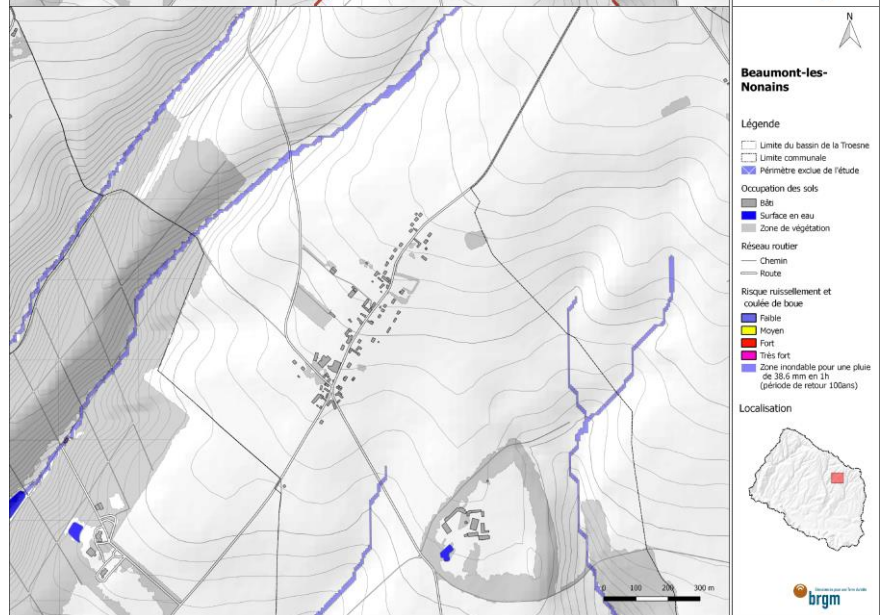 N
Beaumont-les-
Nonains
Légende
Limite du bassin de la Troesne
Limite communale
Périmètre exclue de l'étude
Occupation des sols
Bâti
Surface en eau
Zone de végétation
Réseau routier
Chemin
Route
Risque ruissellement et
coulée de boue
Faible
Moyen
Fort
Très fort
Zone inondable pour une pluie
de 38.6 mm en 1h
(période de retour 100ans)
Localisation
0 100 200 300 m
brgm